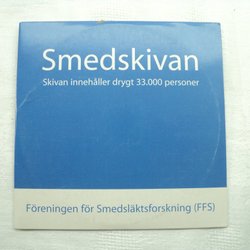 Smedskivan
Skivan innehåller drygt 33.000 personer
Föreningen för Smedsläktsforskning (FFS)